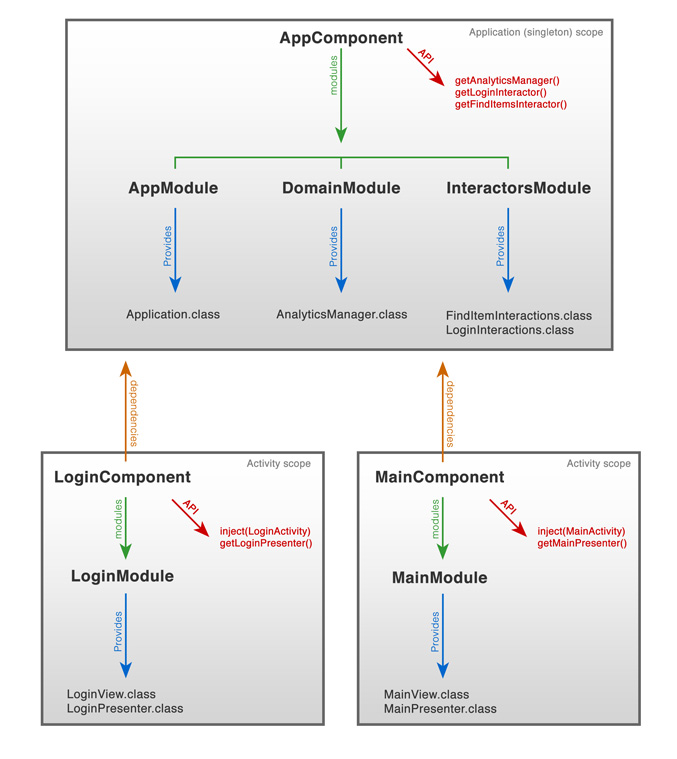 Application (singleton) scope
AppComponent
modules
API
getAnalyticsManager()
getLoginInteractor()
getFindItemsInteractor()
AppModule
DomainModule
InteractorsModule
Provides
Provides
Provides
Application.class
AnalyticsManager.class
FindItemInteractions.class
LoginInteractions.class
dependencies
dependencies
Activity scope
LoginComponent
modules
API
inject(LoginActivity)
getLoginPresenter()
LoginModule
Provides
LoginView.class
LoginPresenter.class
Activity scope
MainComponent
modules
API
inject(MainActivity)
getMainPresenter()
MainModule
Provides
MainView.class
MainPresenter.class